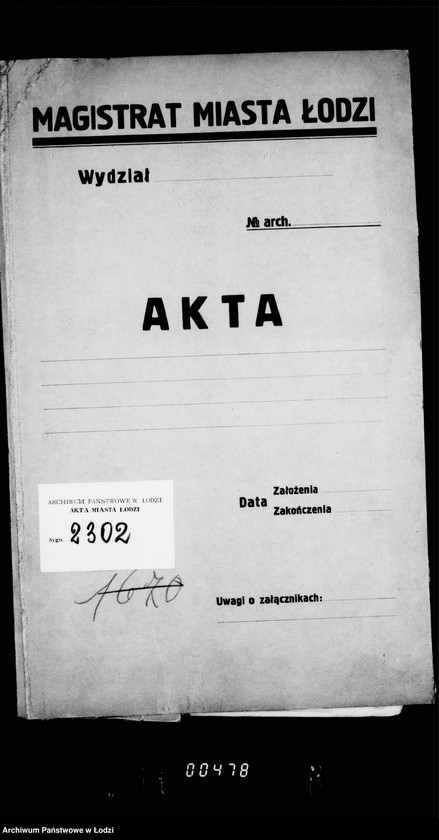 MAGISTRAT MIASTA ŁODZI
Wydział
№ arch.
AKTA
ARCHIWUM PAŃSTWOWE W ŁODZI
AKTA MIASTA ŁODZI
Sygn. 2302
Data Założenia
Zakończenia
1670
Uwagi o załącznikach:
00478
Archiwum Państwowe w Łodzi